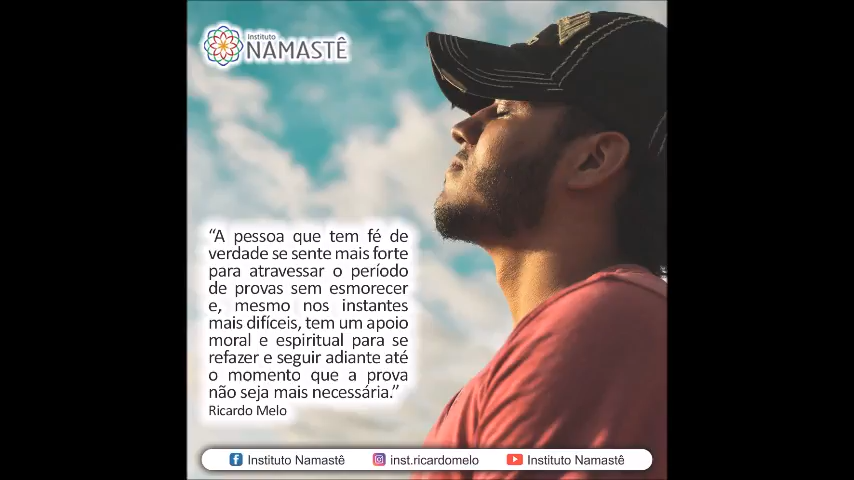 Instituto
NAMASTÊ
“A pessoa que tem fé de
verdade se sente mais forte
para atravessar o período
de provas sem esmorecer
e, mesmo nos instantes
mais difíceis, tem um apoio
moral e espiritual para se
refazer e seguir adiante até
o momento que a prova
não seja mais necessária.”
Ricardo Melo
Instituto Namastê inst.ricardomelo Instituto Namastê